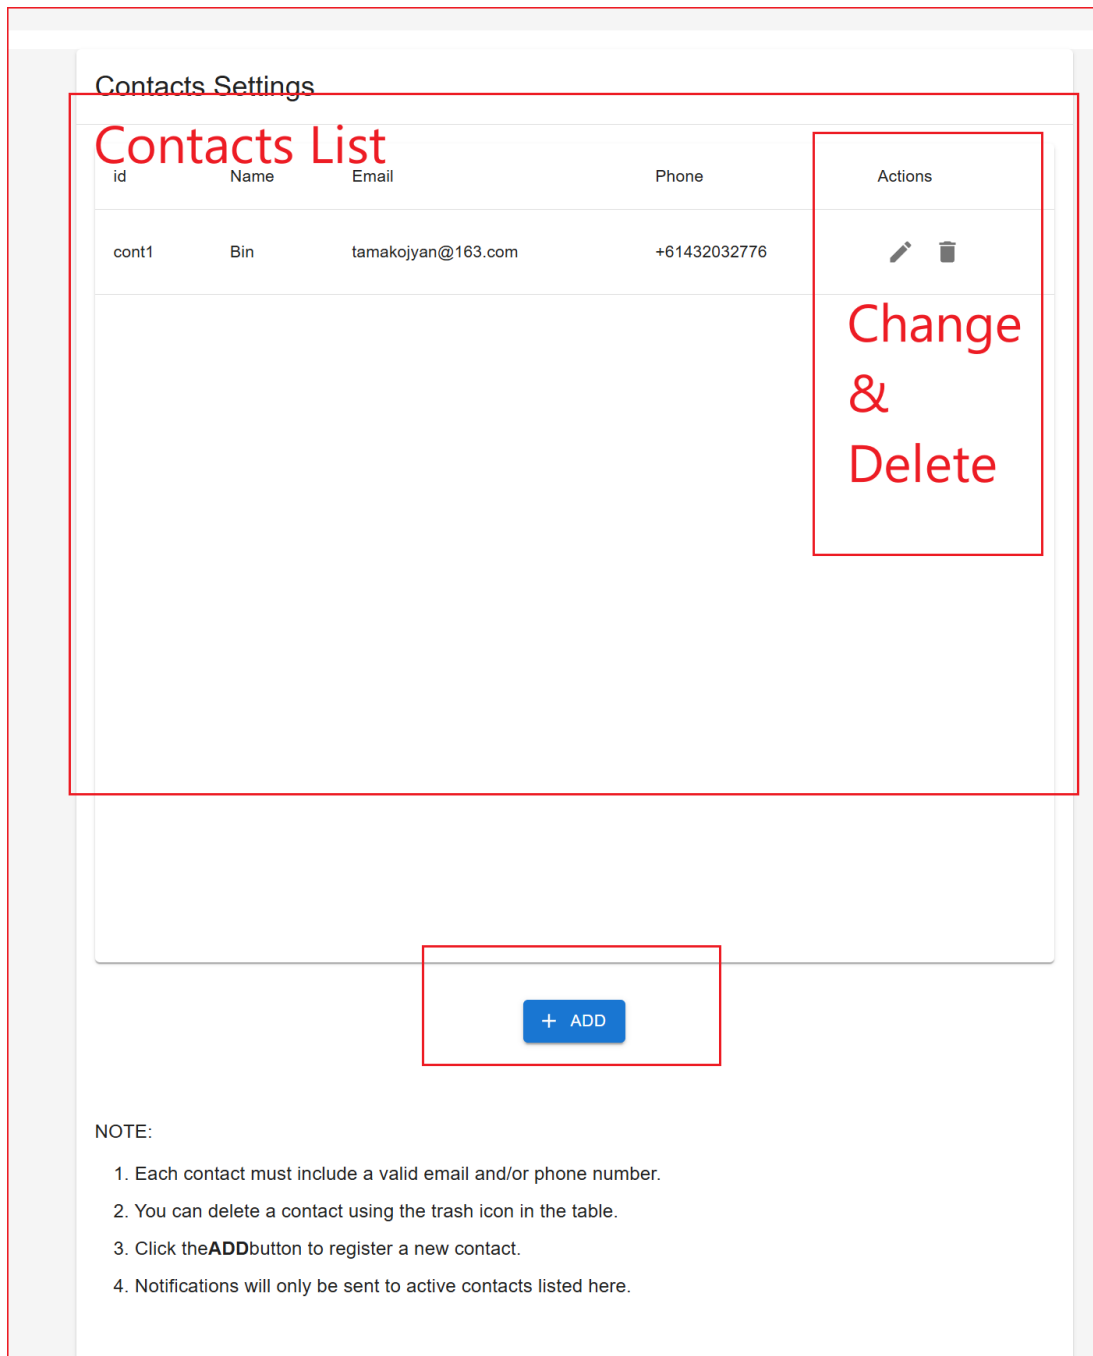 Contacts Settings
Contacts List
id Name Email Phone Actions
cont1 Bin tamakojyan@163.com +61432032776
Change
&
Delete
+ ADD
NOTE:
1. Each contact must include a valid email and/or phone number.
2. You can delete a contact using the trash icon in the table.
3. Click theADDbutton to register a new contact.
4. Notifications will only be sent to active contacts listed here.